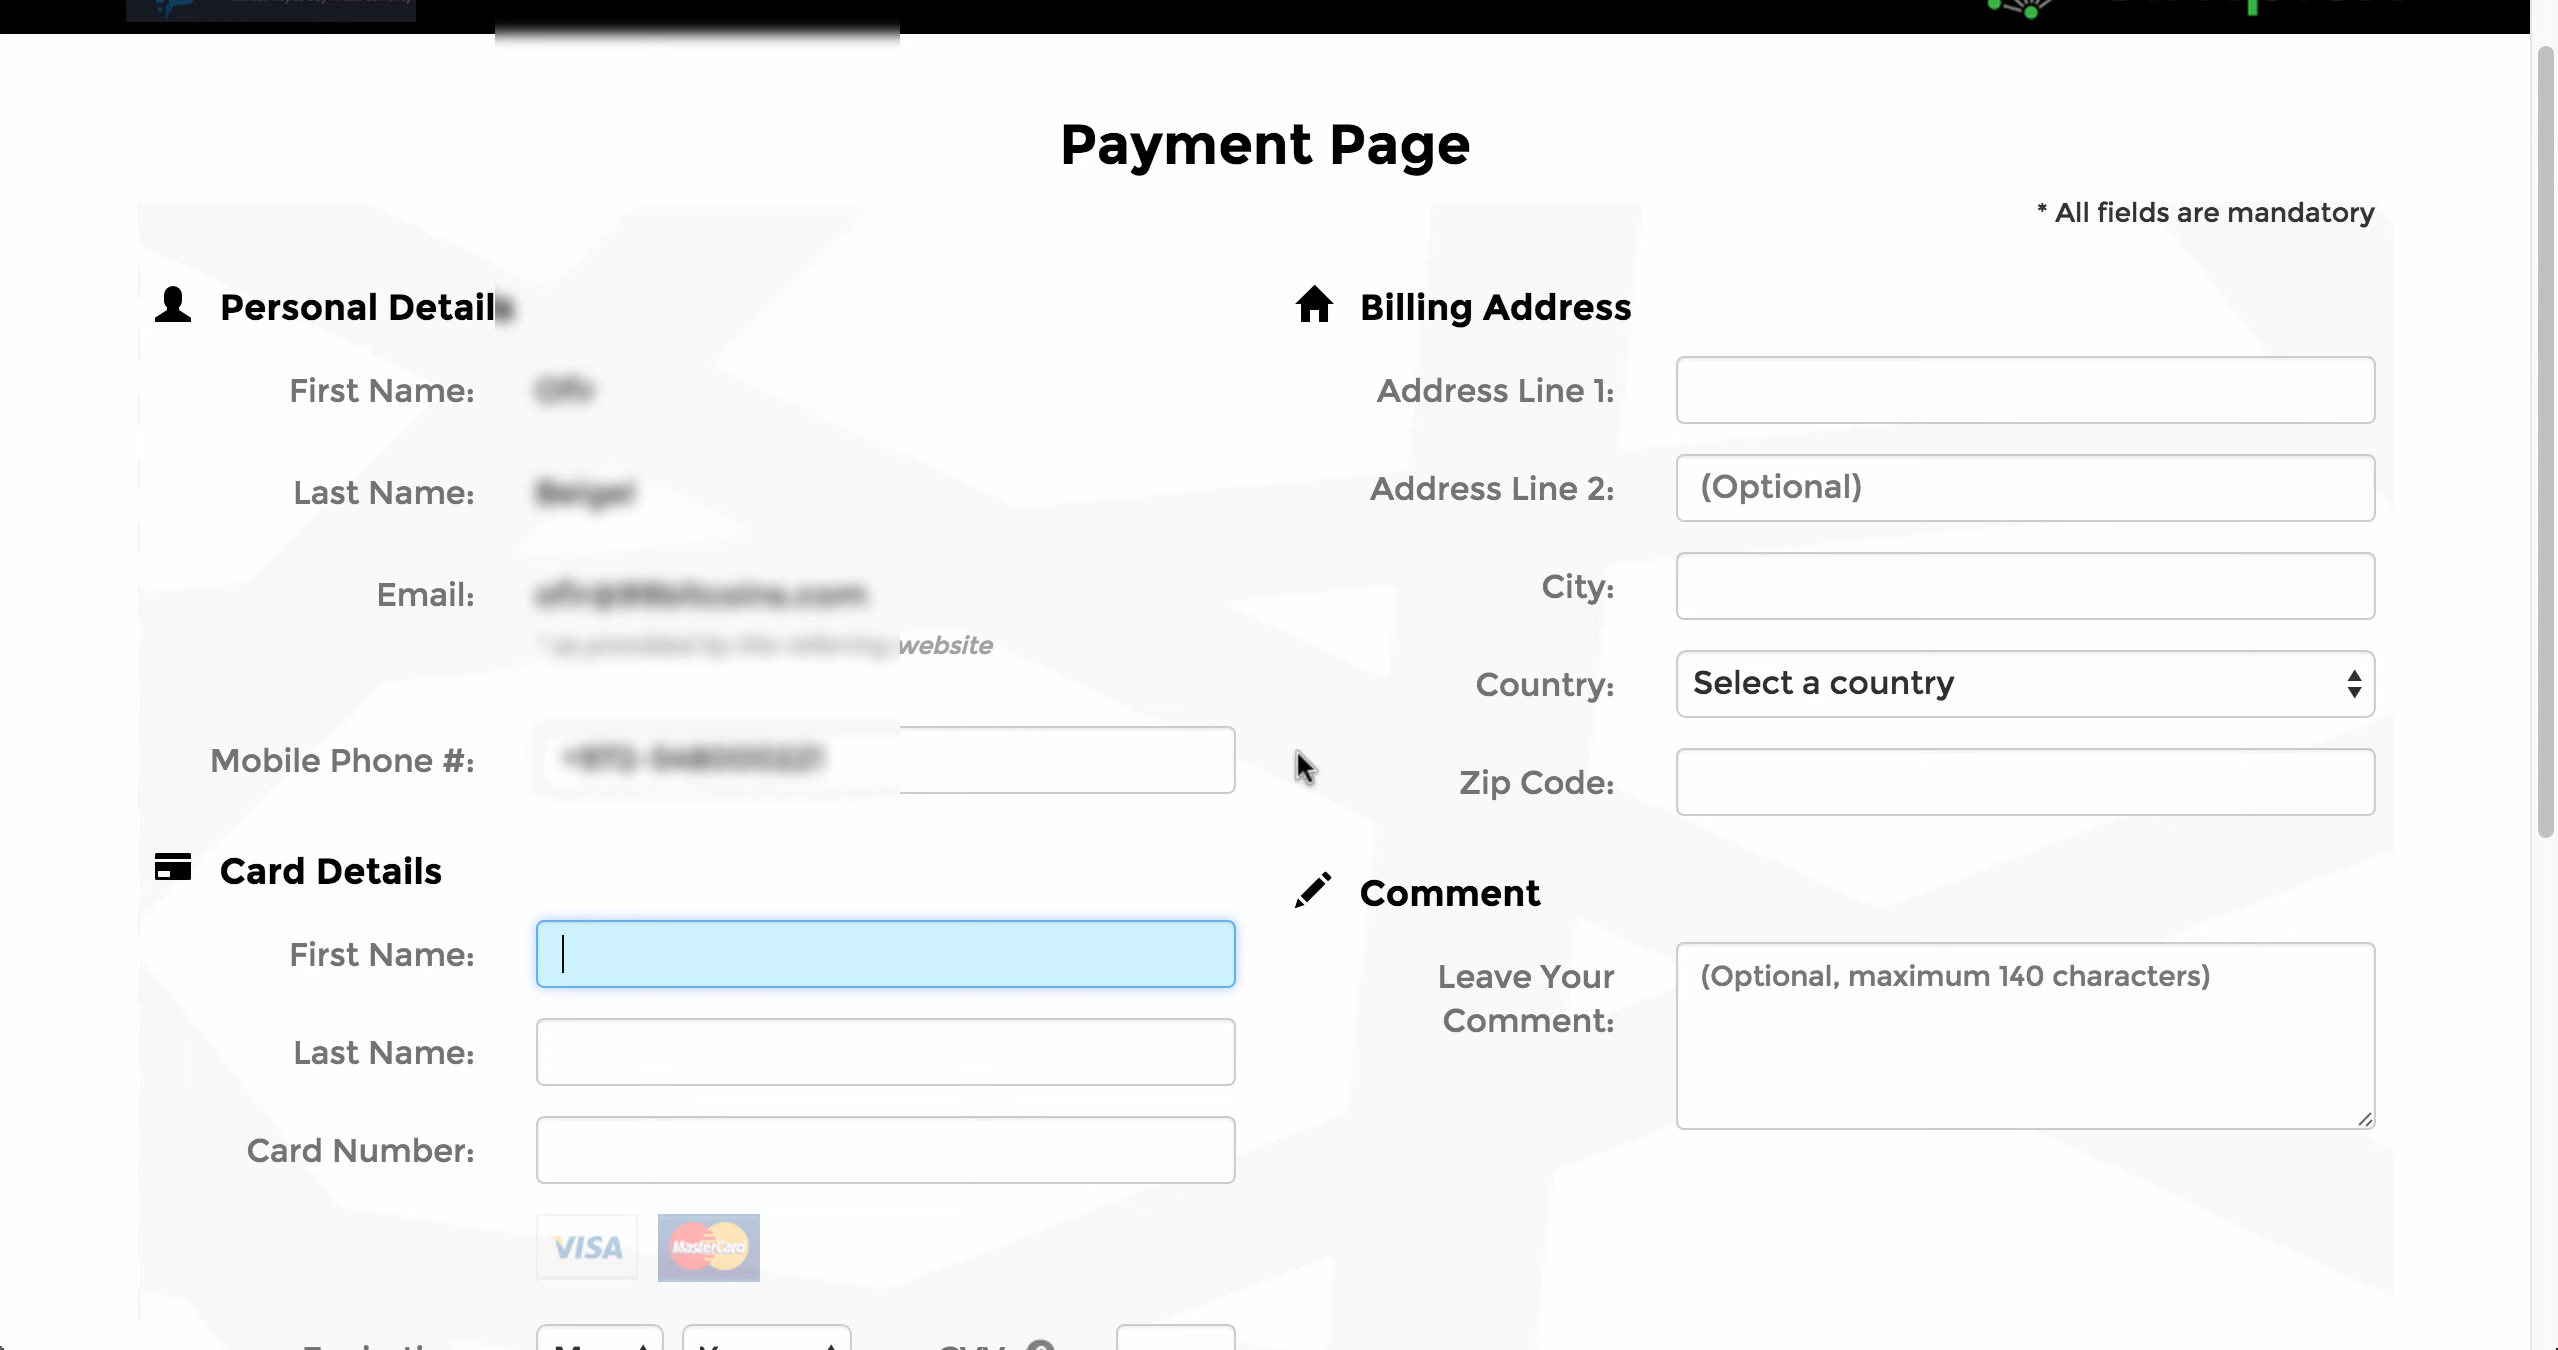 Payment Page
* All fields are mandatory
Personal Details
First Name:
Last Name:
Email:
website
Mobile Phone #:
Card Details
First Name:
Last Name:
Card Number:
VISA
MasterCard
Billing Address
Address Line 1:
Address Line 2:
(Optional)
City:
Country:
Select a country
Zip Code:
Comment
Leave Your
Comment:
(Optional, maximum 140 characters)